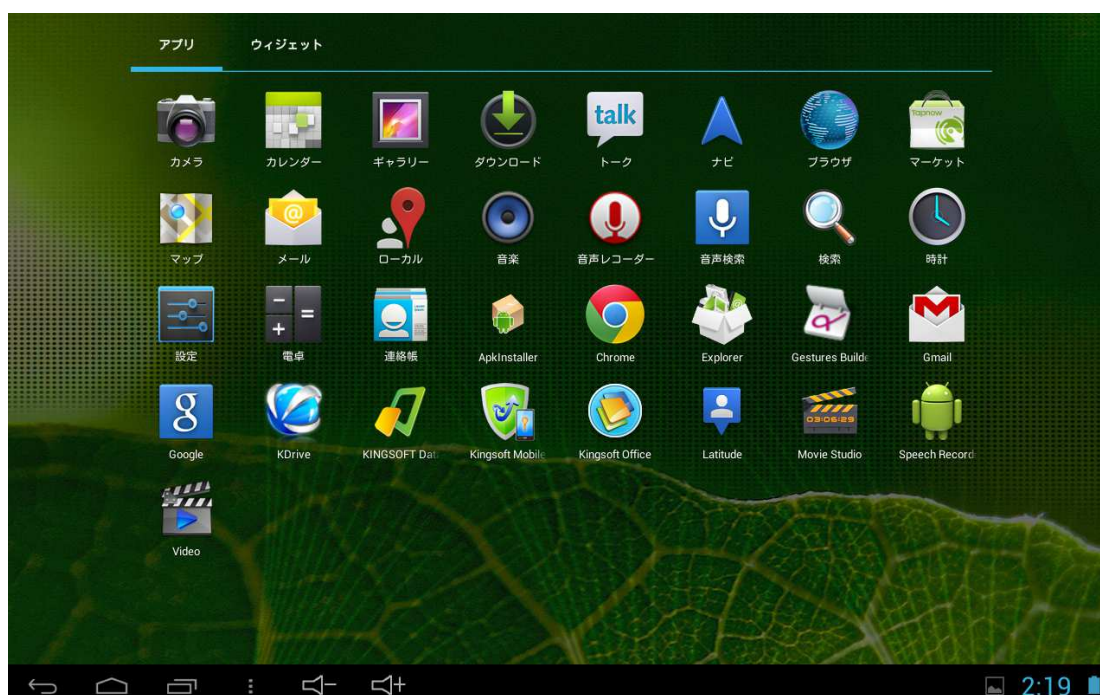 アプリ ウィジェット
talk
Tapnow
カメラ カレンダー ギャラリー ダウンロード トーク ナビ ブラウザ マーケット
@
マップ メール ローカル 音楽 音声レコーダー 音声検索 検索 時計
設定 電卓 連絡帳 ApkInstaller Chrome Explorer Gestures Builde Gmail
g
03:06:29
Google KDrive KINGSOFT Dat Kingsoft Mobile Kingsoft Office Latitude Movie Studio Speech Record
Video
2:19